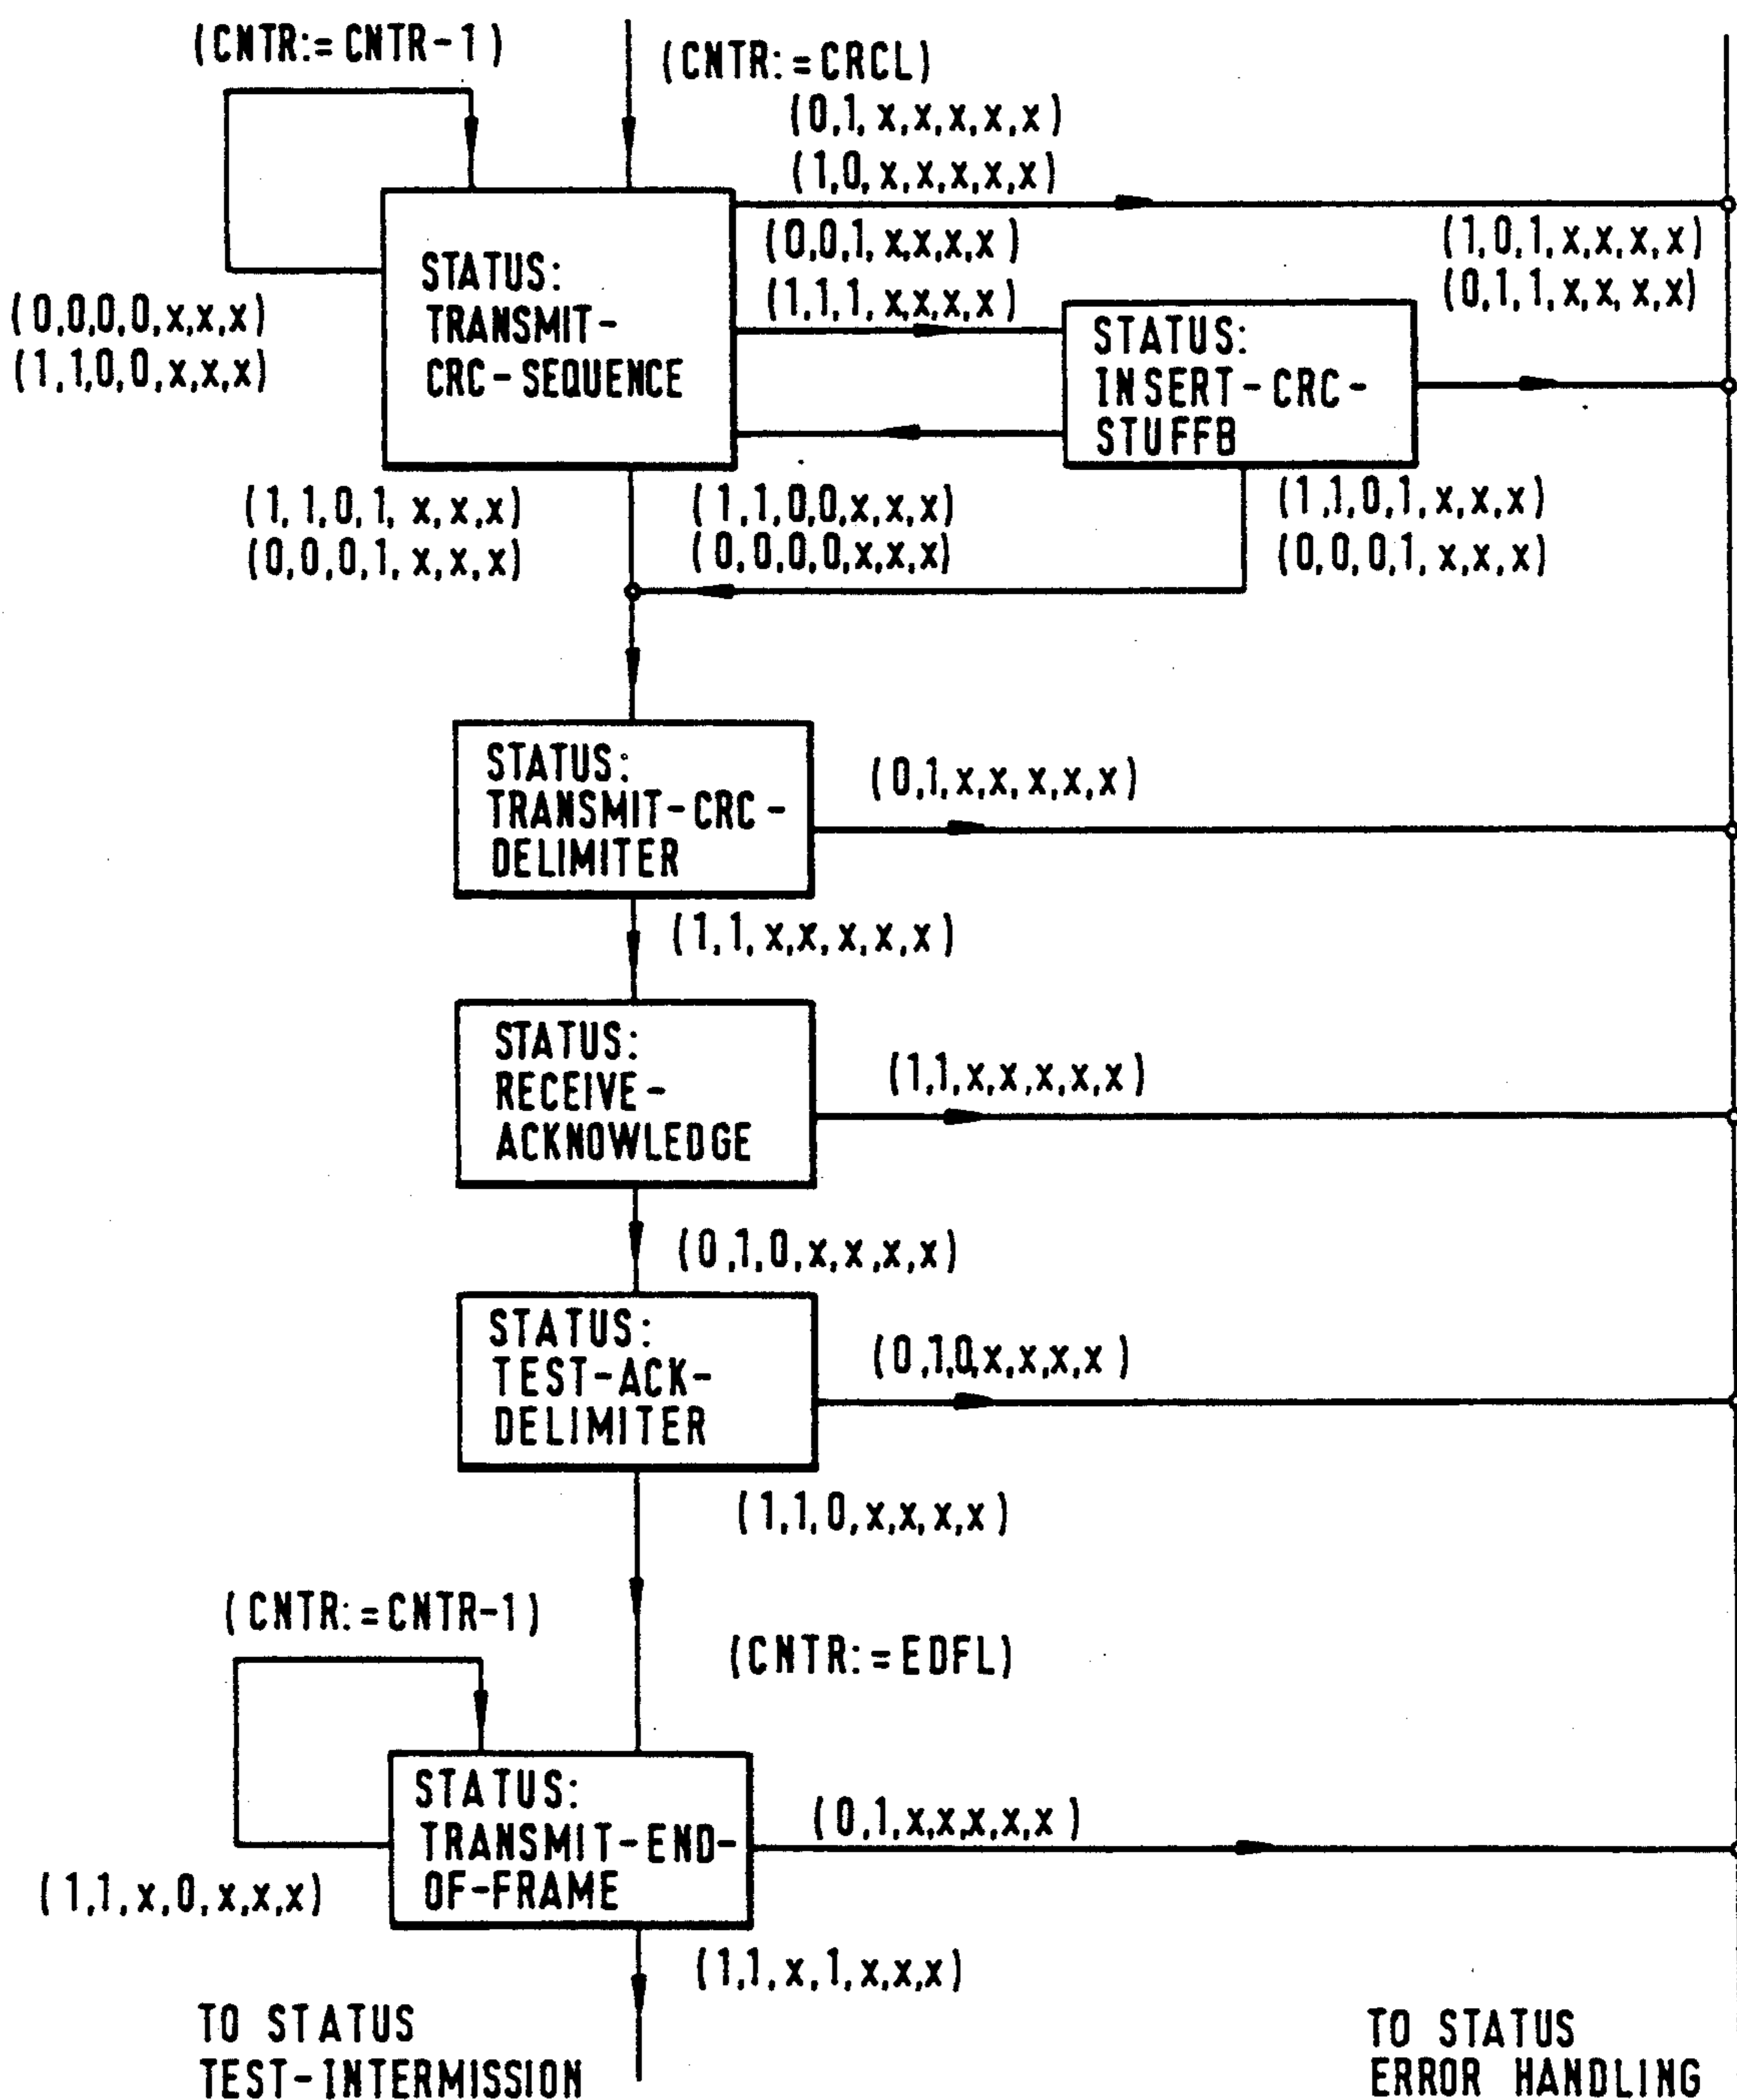 (CNTR:=CNTR-1)
(CNTR:=CRCL)
(0,1,x,x,x,x,x)
(1,0,x,x,x,x,x)
STATUS:
TRANSMIT-
CRC-SEQUENCE
(0,0,1,x,x,x,x)
(1,1,1,x,x,x,x)
(1,0,1,x,x,x,x)
(0,1,1,x,x,x,x)
(0,0,0,0,x,x,x)
(1,1,0,0,x,x,x)
STATUS:
INSERT-CRC-
STUFFB
(1,1,0,1,x,x,x)
(0,0,0,1,x,x,x)
(1,1,0,0,x,x,x)
(0,0,0,0,x,x,x)
(1,1,0,1,x,x,x)
(0,0,0,1,x,x,x)
STATUS:
TRANSMIT-CRC-
DELIMITER
(0,1,x,x,x,x,x)
(1,1,x,x,x,x,x)
STATUS:
RECEIVE-
ACKNOWLEDGE
(1,1,x,x,x,x,x)
(0,1,0,x,x,x,x)
STATUS:
TEST-ACK-
DELIMITER
(0,1,0,x,x,x,x)
(1,1,0,x,x,x,x)
(CNTR:=CNTR-1)
(CNTR:=EDFL)
STATUS:
TRANSMIT-END-
OF-FRAME
(0,1,x,x,x,x,x)
(1,1,x,0,x,x,x)
(1,1,x,1,x,x,x)
TO STATUS
TEST-INTERMISSION
TO STATUS
ERROR HANDLING